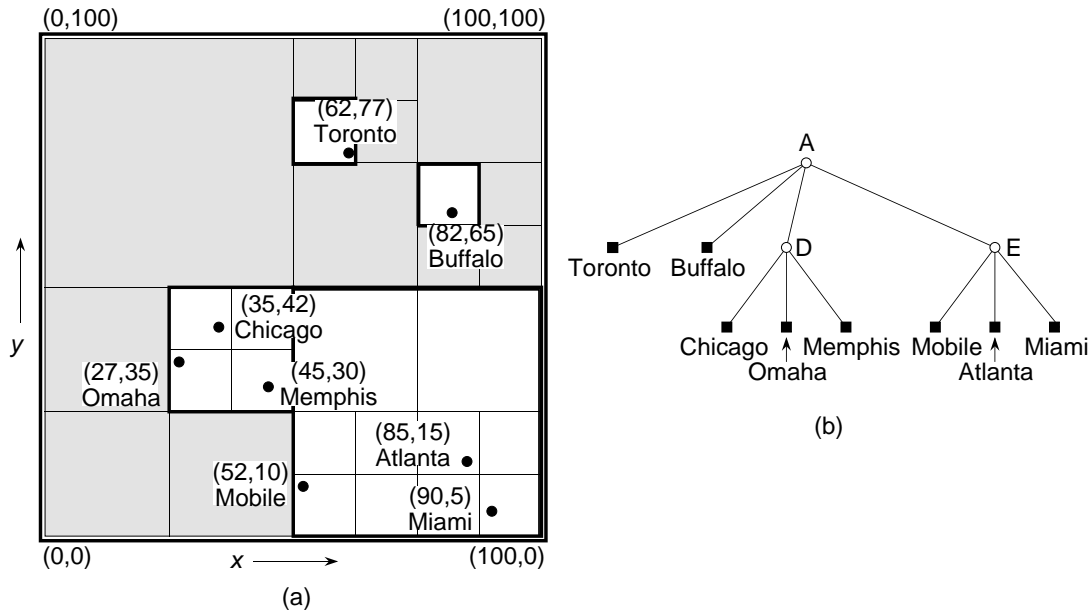 (0,100)
(100,100)
(62,77)
Toronto
(82,65)
Buffalo
y
(35,42)
Chicago
(27,35)
Omaha
(45,30)
Memphis
(85,15)
Atlanta
(52,10)
Mobile
(90,5)
Miami
(0,0)
x
(100,0)
(a)
A
Toronto
Buffalo
D
E
Chicago
Omaha
Memphis
Mobile
Atlanta
Miami
(b)